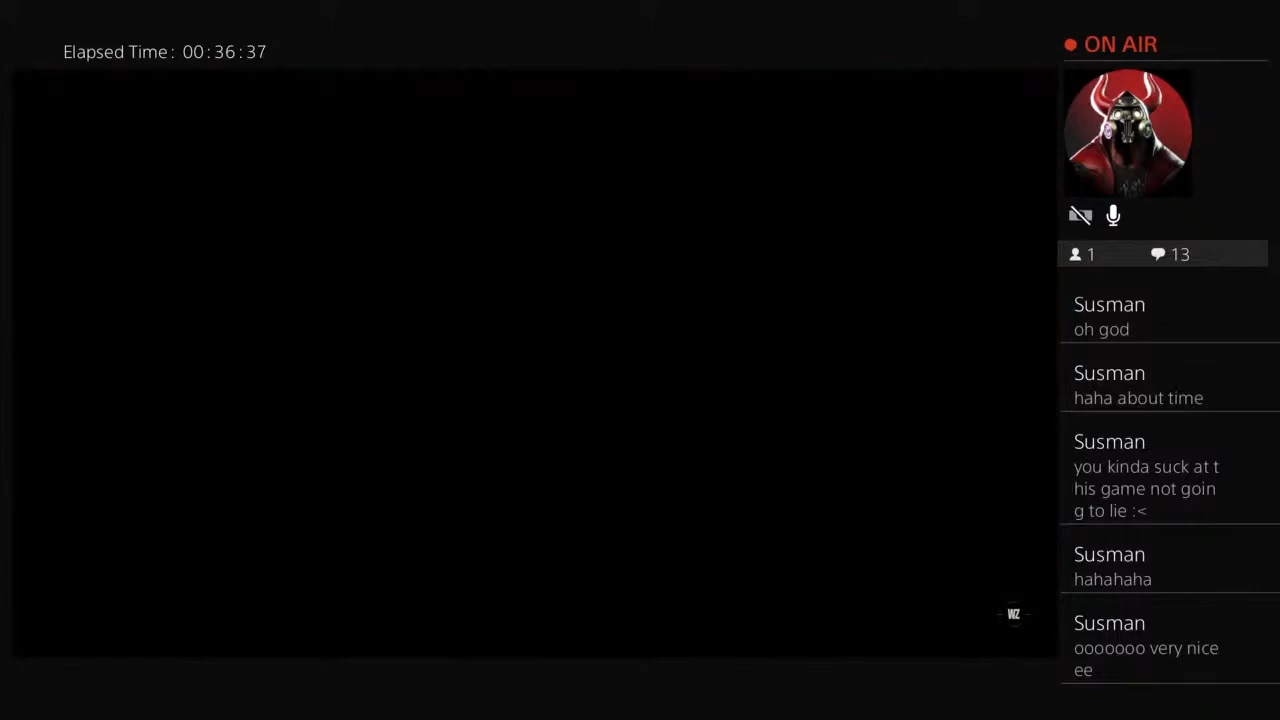 Elapsed Time: 00:36:37
ON AIR
1 13
Susman
oh god
Susman
haha about time
Susman
you kinda suck at t
his game not goin
g to lie :<
Susman
hahahaha
Susman
ooooooo very nice
ee
WZ